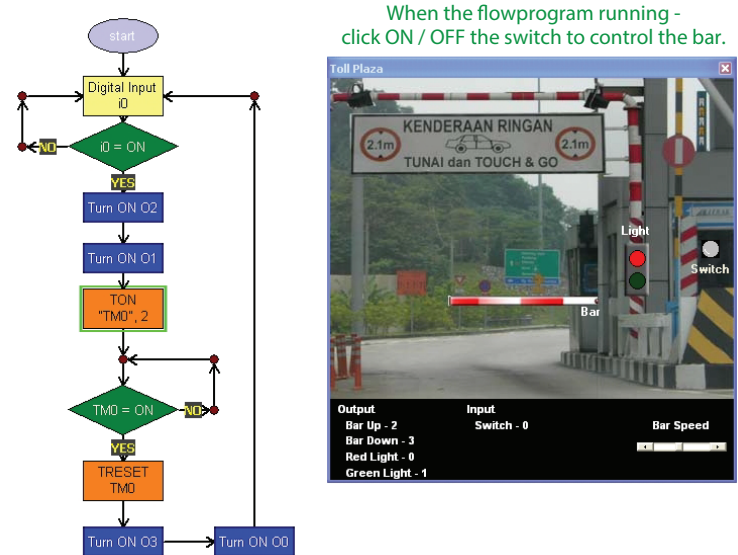 start
Digital Input
i0
i0 = ON
NO
YES
Turn ON O2
Turn ON O1
TON
"TM0", 2
TM0 = ON
NO
YES
TRESET
TM0
Turn ON O3
Turn ON O0
When the flowprogram running -
click ON / OFF the switch to control the bar.
Toll Plaza
KENDERAAN RINGAN
2.1m
2.1m
TUNAI dan TOUCH & GO
Light
Switch
Bar
Output
Bar Up - 2
Bar Down - 3
Red Light - 0
Green Light - 1
Input
Switch - 0
Bar Speed